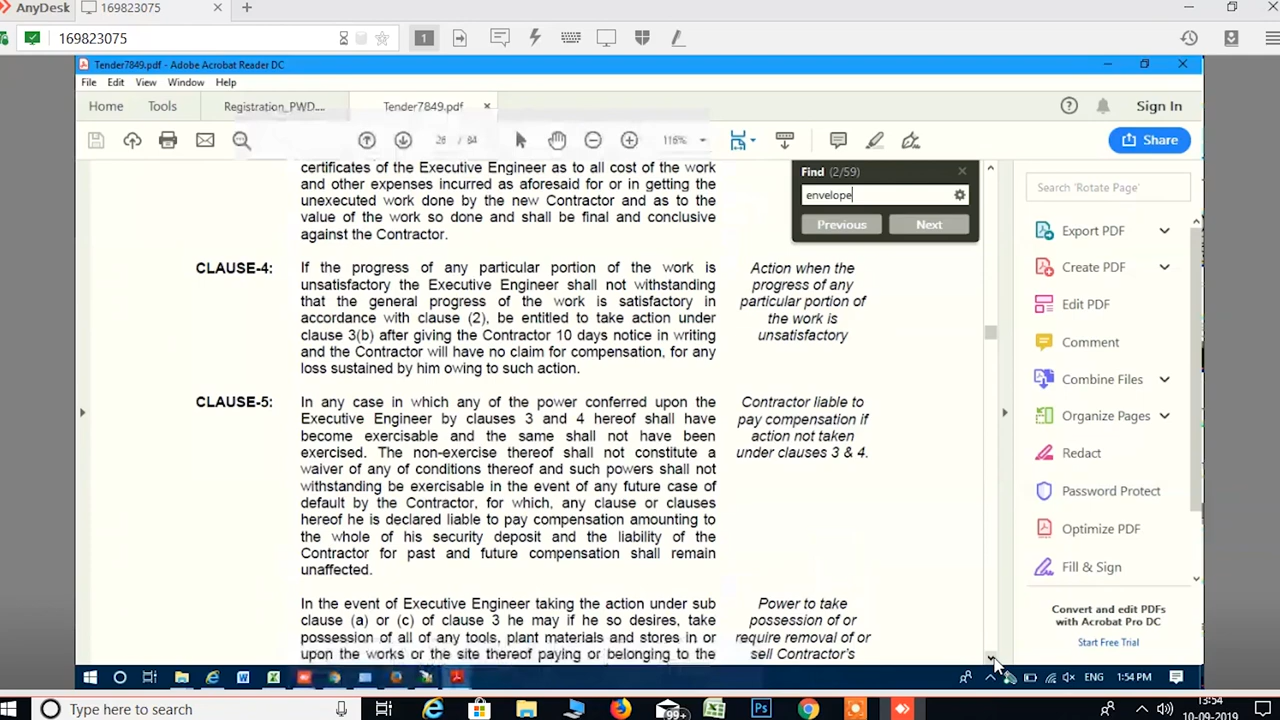 AnyDesk
169823075
169823075
1
Tender7849.pdf - Adobe Acrobat Reader DC
File Edit View Window Help
Home Tools Registration_PWD.... Tender7849.pdf × Sign In
26 / 84 116% Share
certificates of the Executive Engineer as to all cost of the work
and other expenses incurred as aforesaid for or in getting the
unexecuted work done by the new Contractor and as to the
value of the work so done and shall be final and conclusive
against the Contractor.
CLAUSE-4: If the progress of any particular portion of the work is
unsatisfactory the Executive Engineer shall not withstanding
that the general progress of the work is satisfactory in
accordance with clause (2), be entitled to take action under
clause 3(b) after giving the Contractor 10 days notice in writing
and the Contractor will have no claim for compensation, for any
loss sustained by him owing to such action.
Action when the
progress of any
particular portion of
the work is
unsatisfactory
CLAUSE-5: In any case in which any of the power conferred upon the
Executive Engineer by clauses 3 and 4 hereof shall have
become exercisable and the same shall not have been
exercised. The non-exercise thereof shall not constitute a
waiver of any of conditions thereof and such powers shall not
withstanding be exercisable in the event of any future case of
default by the Contractor, for which, any clause or clauses
hereof he is declared liable to pay compensation amounting to
the whole of his security deposit and the liability of the
Contractor for past and future compensation shall remain
unaffected.
Contractor liable to
pay compensation if
action not taken
under clauses 3 & 4.
In the event of Executive Engineer taking the action under sub
clause (a) or (c) of clause 3 he may if he so desires, take
possession of all of any tools, plant materials and stores in or
upon the works or the site thereof paying or belonging to the
Power to take
possession of or
require removal of or
sell Contractor's
Find (2/59)
envelope
Previous Next
Search 'Rotate Page'
Export PDF
Create PDF
Edit PDF
Comment
Combine Files
Organize Pages
Redact
Password Protect
Optimize PDF
Fill & Sign
Convert and edit PDFs
with Acrobat Pro DC
Start Free Trial
ENG 1:54 PM
Type here to search
99+
13:54
10-09-2019